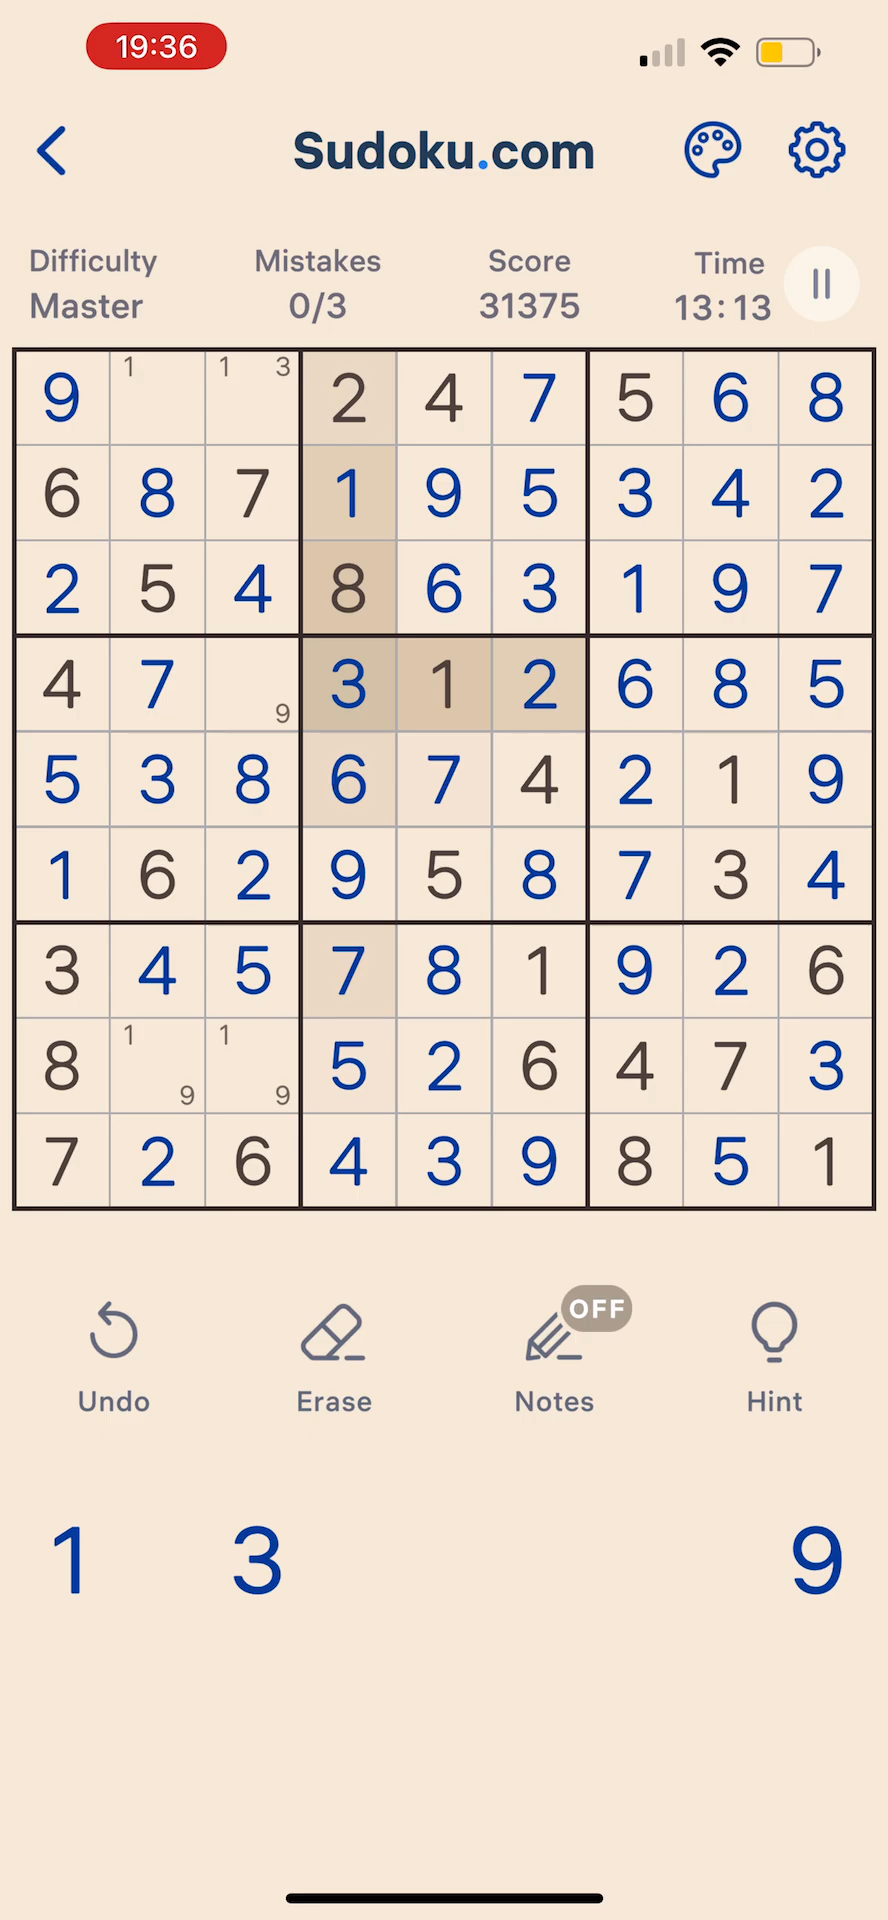 19:36
Sudoku.com
Difficulty Mistakes Score Time
Master 0/3 31375 13:13
9 1 1 3 2 4 7 5 6 8
6 8 7 1 9 5 3 4 2
2 5 4 8 6 3 1 9 7
4 7 9 3 1 2 6 8 5
5 3 8 6 7 4 2 1 9
1 6 2 9 5 8 7 3 4
3 4 5 7 8 1 9 2 6
8 1 9 1 9 5 2 6 4 7 3
7 2 6 4 3 9 8 5 1
OFF
Undo Erase Notes Hint
1 3 9